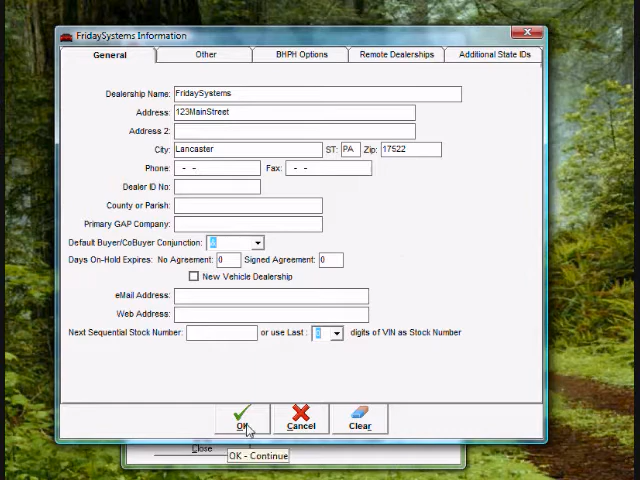 FridaySystems Information
General Other BHPH Options Remote Dealerships Additional State IDs
Dealership Name: FridaySystems
Address: 123MainStreet
Address 2:
City: Lancaster ST: PA Zip: 17522
Phone: - - Fax: - -
Dealer ID No:
County or Parish:
Primary GAP Company:
Default Buyer/CoBuyer Conjunction: &
Days On-Hold Expires: No Agreement: 0 Signed Agreement: 0
New Vehicle Dealership
eMail Address:
Web Address:
Next Sequential Stock Number: or use Last : 0 digits of VIN as Stock Number
OK Cancel Clear
Close
OK - Continue